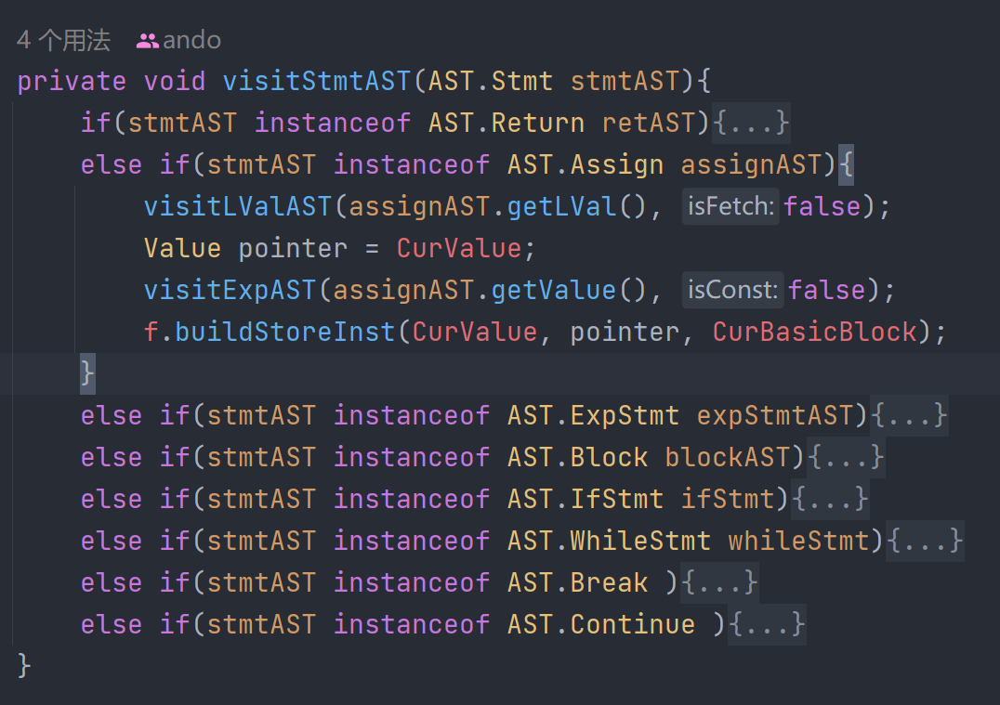 4 个用法 ando
private void visitStmtAST(AST.Stmt stmtAST){
if(stmtAST instanceof AST.Return retAST){...}
else if(stmtAST instanceof AST.Assign assignAST){
visitLValAST(assignAST.getLVal(), isFetch: false);
Value pointer = CurValue;
visitExpAST(assignAST.getValue(), isConst: false);
f.buildStoreInst(CurValue, pointer, CurBasicBlock);
}
else if(stmtAST instanceof AST.ExpStmt expStmtAST){...}
else if(stmtAST instanceof AST.Block blockAST){...}
else if(stmtAST instanceof AST.IfStmt ifStmt){...}
else if(stmtAST instanceof AST.WhileStmt whileStmt){...}
else if(stmtAST instanceof AST.Break ){...}
else if(stmtAST instanceof AST.Continue ){...}
}